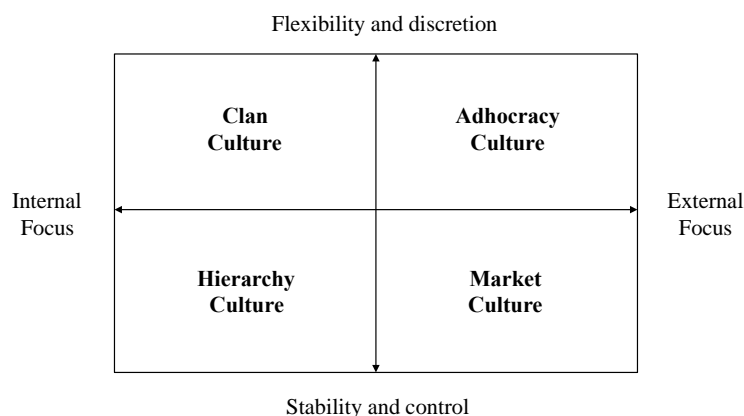 Flexibility and discretion
Clan
Culture
Adhocracy
Culture
Internal
Focus
External
Focus
Hierarchy
Culture
Market
Culture
Stability and control